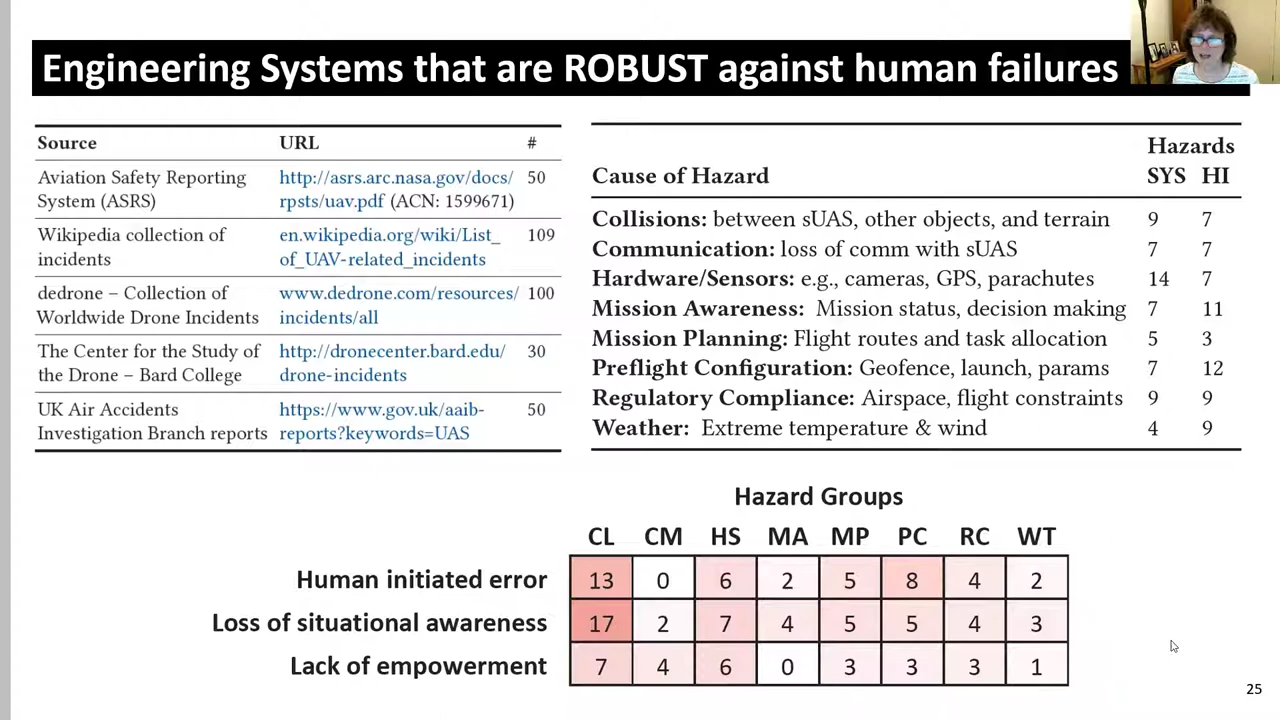 Engineering Systems that are ROBUST against human failures
Source URL #
Aviation Safety Reporting http://asrs.arc.nasa.gov/docs/ 50
System (ASRS) rpsts/uav.pdf (ACN: 1599671)
Wikipedia collection of en.wikipedia.org/wiki/List_ 109
incidents of_UAV-related_incidents
dedrone – Collection of www.dedrone.com/resources/ 100
Worldwide Drone Incidents incidents/all
The Center for the Study of http://dronecenter.bard.edu/ 30
the Drone – Bard College drone-incidents
UK Air Accidents https://www.gov.uk/aaib- 50
Investigation Branch reports reports?keywords=UAS
Hazards
Cause of Hazard SYS HI
Collisions: between sUAS, other objects, and terrain 9 7
Communication: loss of comm with sUAS 7 7
Hardware/Sensors: e.g., cameras, GPS, parachutes 14 7
Mission Awareness: Mission status, decision making 7 11
Mission Planning: Flight routes and task allocation 5 3
Preflight Configuration: Geofence, launch, params 7 12
Regulatory Compliance: Airspace, flight constraints 9 9
Weather: Extreme temperature & wind 4 9
Hazard Groups
CL CM HS MA MP PC RC WT
Human initiated error 13 0 6 2 5 8 4 2
Loss of situational awareness 17 2 7 4 5 5 4 3
Lack of empowerment 7 4 6 0 3 3 3 1
25